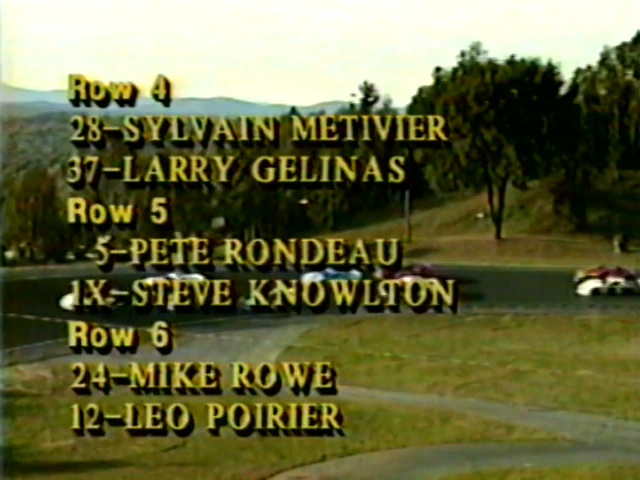 Row 4
28-SYLVAIN METIVIER
37-LARRY GELINAS
Row 5
5-PETE RONDEAU
1X-STEVE KNOWLTON
Row 6
24-MIKE ROWE
12-LEO POIRIER